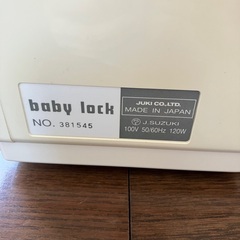 baby lock
NO. 381545
JUKI CO.,LTD.
MADE IN JAPAN
J.SUZUKI
100V 50/60Hz 120W